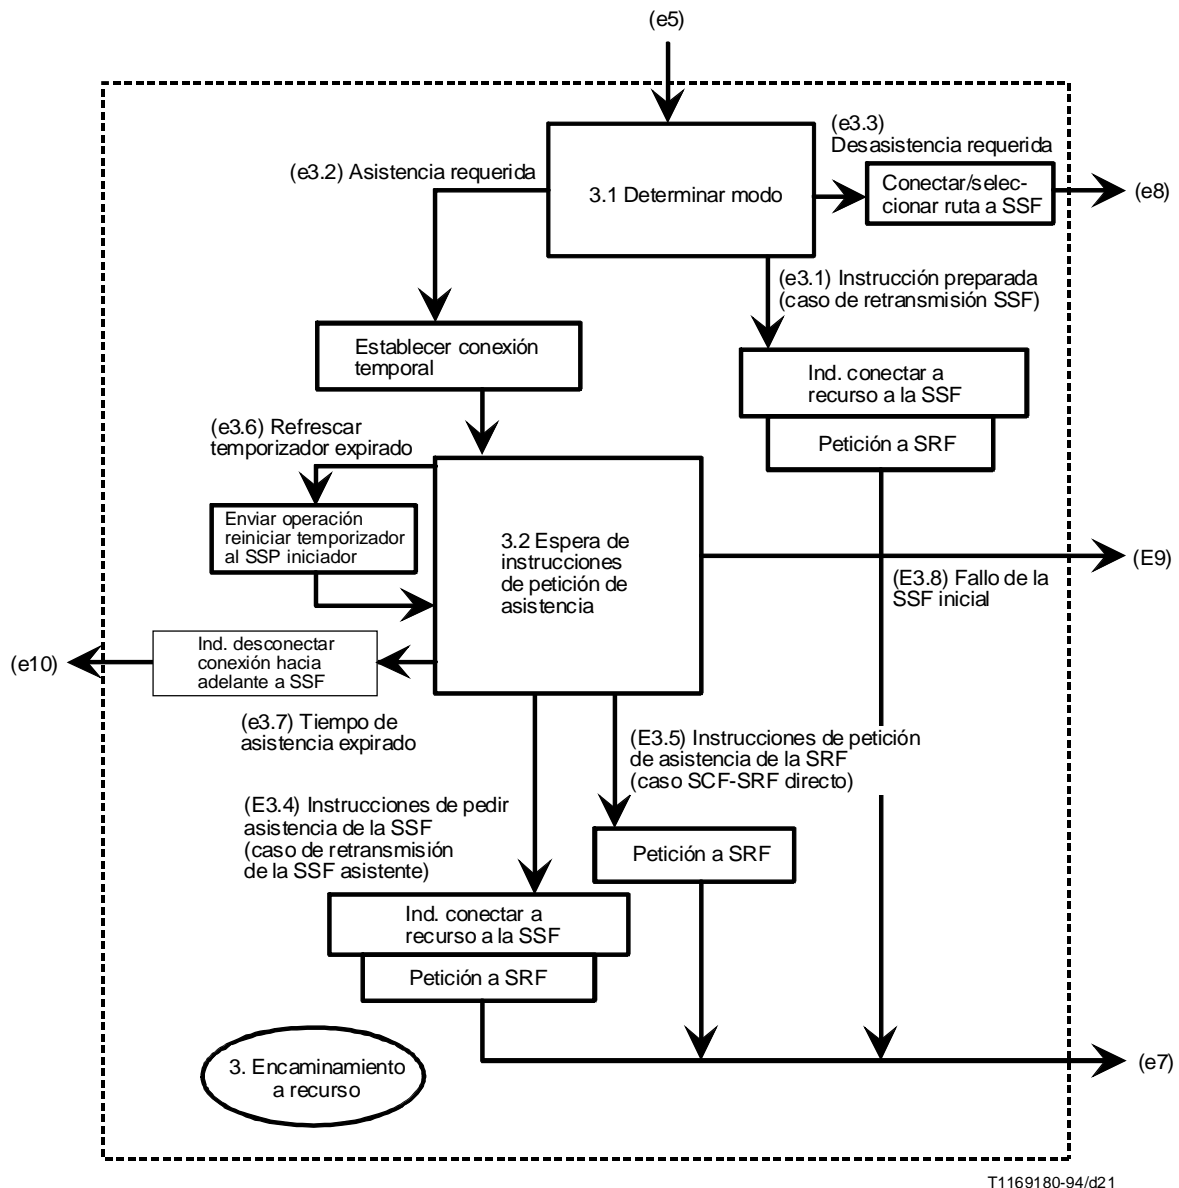 (e5)
(e3.3)
Desasistencia requerida
(e3.2) Asistencia requerida
3.1 Determinar modo
Conectar/selec-
cionar ruta a SSF
(e8)
(e3.1) Instrucción preparada
(caso de retransmisión SSF)
Establecer conexión
temporal
Ind. conectar a
recurso a la SSF
Petición a SRF
(e3.6) Refrescar
temporizador expirado
Enviar operación
reiniciar temporizador
al SSP iniciador
3.2 Espera de
instrucciones
de petición de
asistencia
(E9)
(E3.8) Fallo de la
SSF inicial
Ind. desconectar
conexión hacia
adelante a SSF
(e10)
(e3.7) Tiempo de
asistencia expirado
(E3.5) Instrucciones de petición
de asistencia de la SRF
(caso SCF-SRF directo)
(E3.4) Instrucciones de pedir
asistencia de la SSF
(caso de retransmisión
de la SSF asistente)
Petición a SRF
Ind. conectar a
recurso a la SSF
Petición a SRF
3. Encaminamiento
a recurso
(e7)
T1169180-94/d21